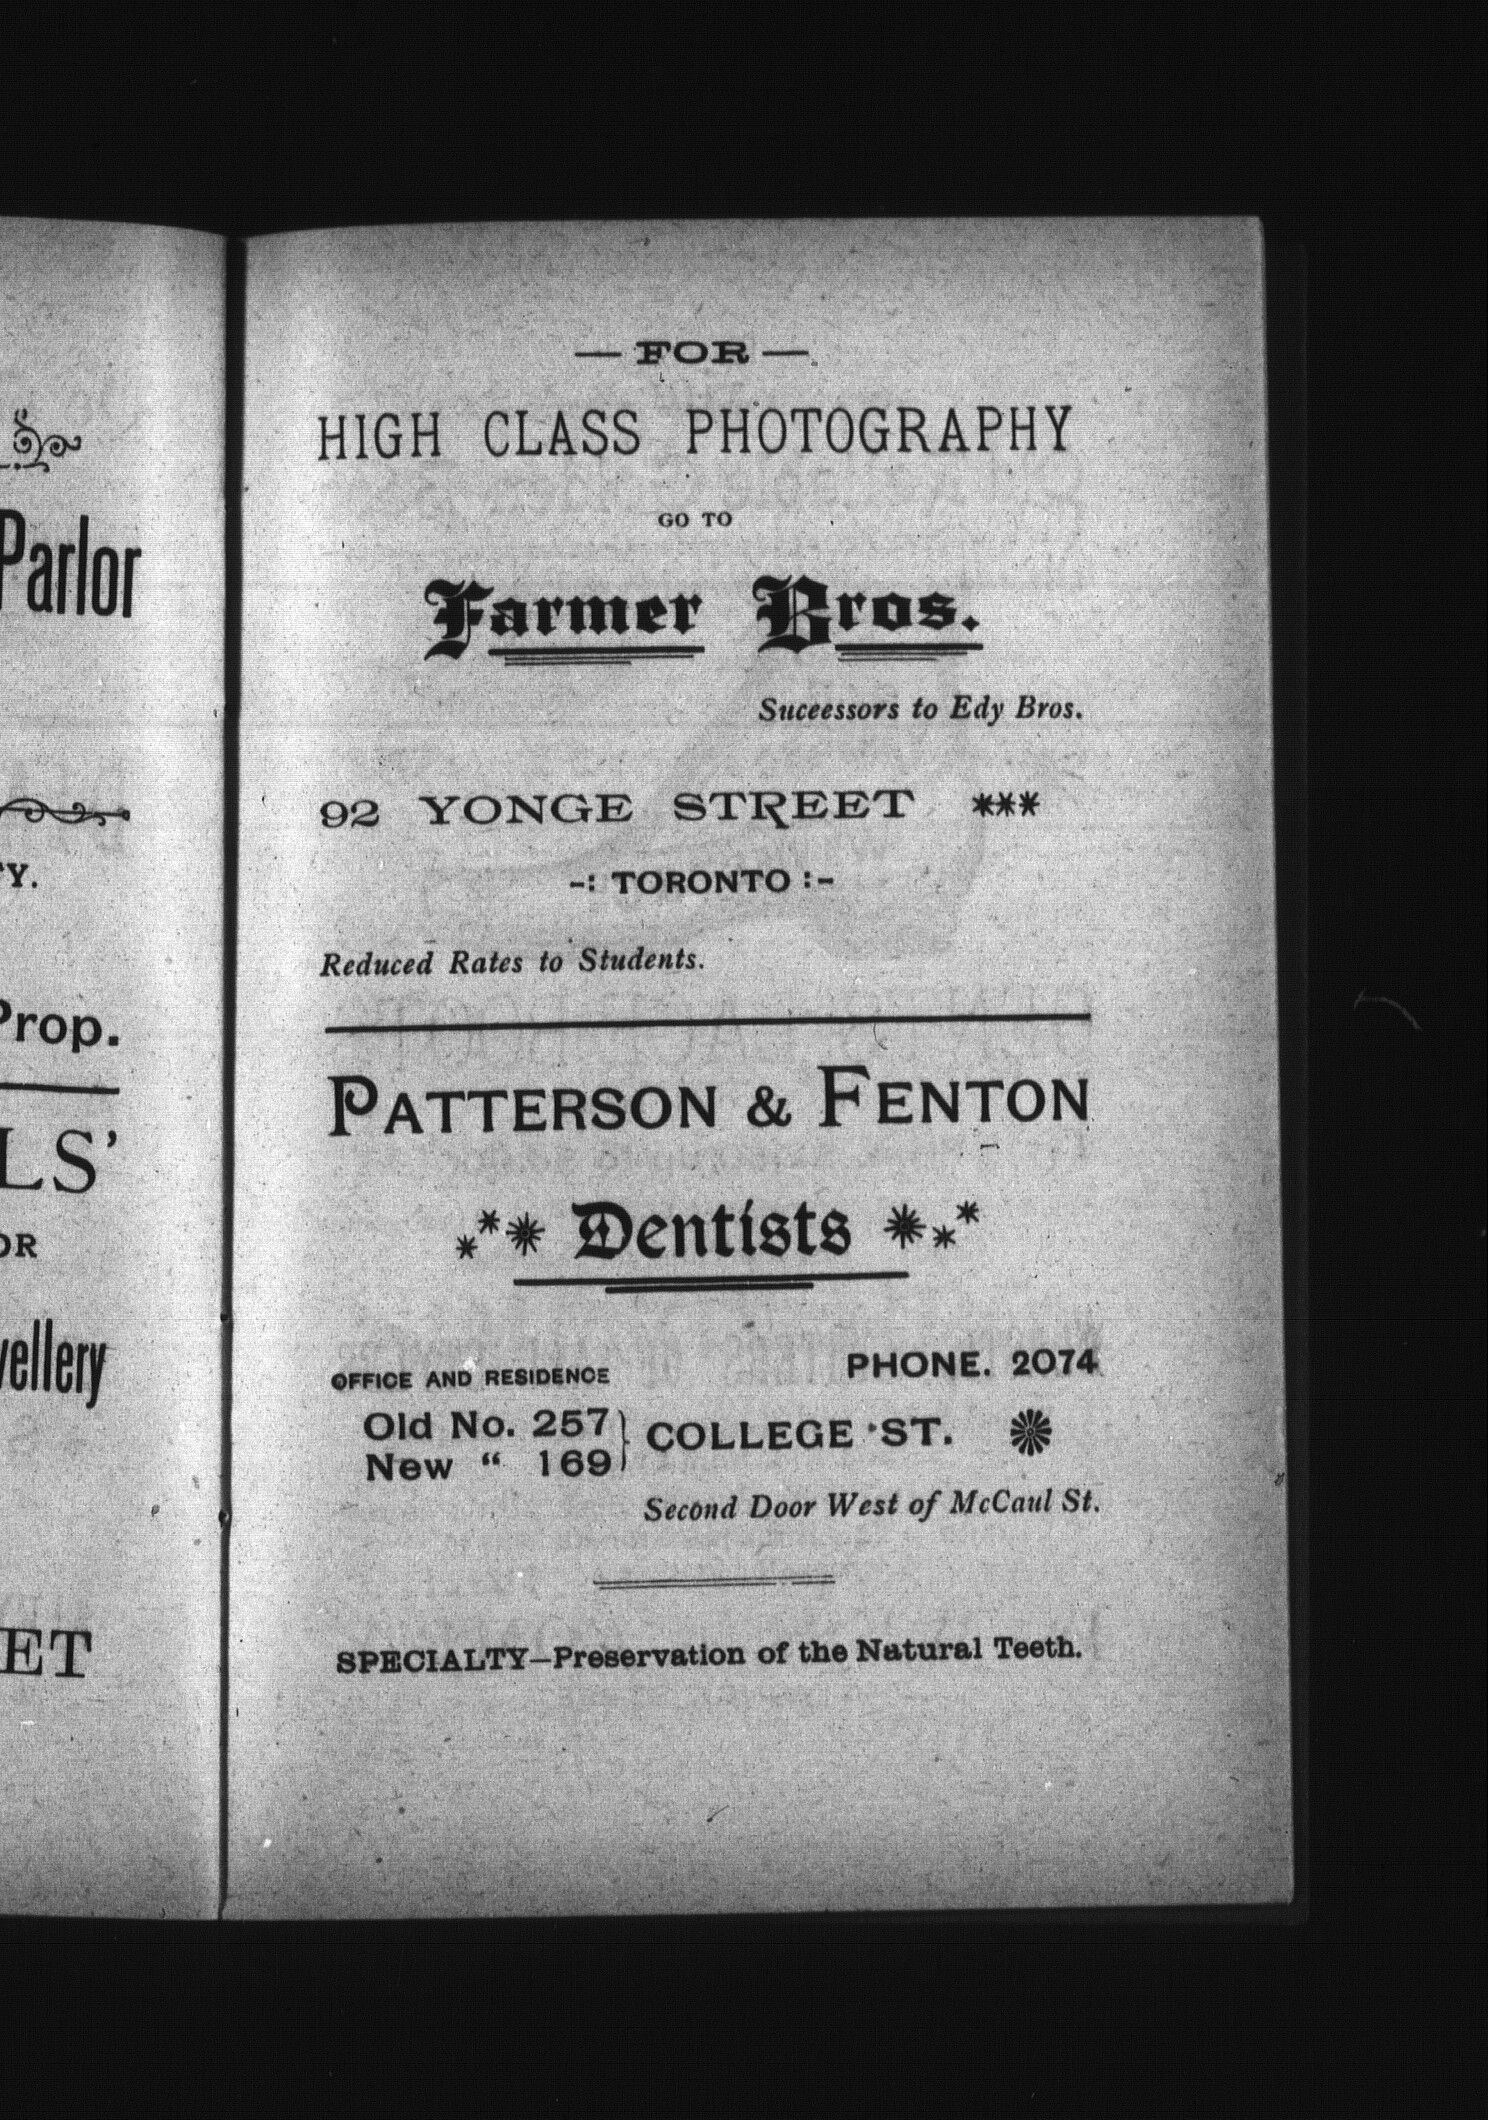 Parlor
TY.
Prop.
LS'
OR
vellery
ET
— FOR —
HIGH CLASS PHOTOGRAPHY
GO TO
Farmer Bros.
Suceessors to Edy Bros.
92 YONGE STREET ***
-: TORONTO :-
Reduced Rates to Students.
PATTERSON & FENTON
Dentists
OFFICE AND RESIDENCE PHONE. 2074
Old No. 257 } COLLEGE ST.
New “ 169
Second Door West of McCaul St.
SPECIALTY—Preservation of the Natural Teeth.